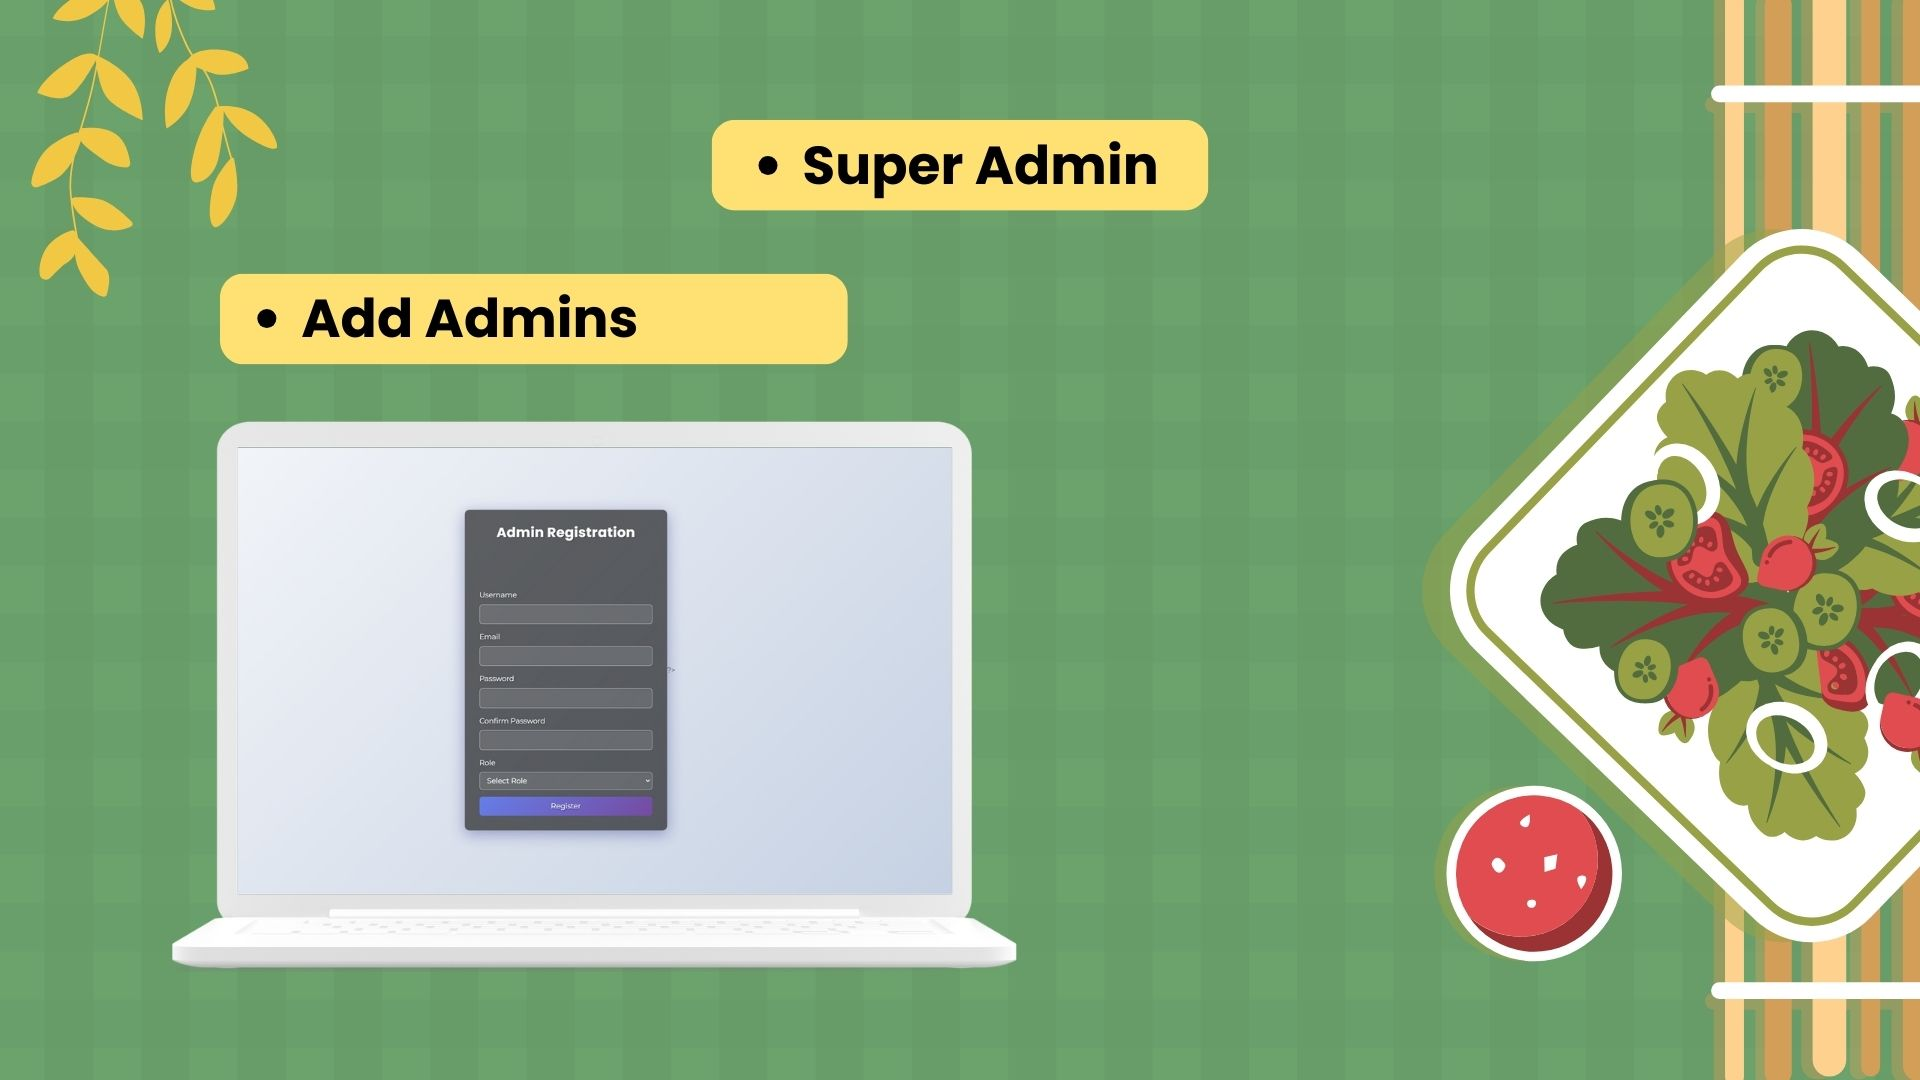 • Super Admin
• Add Admins
Admin Registration
Username
Email
?>
Password
Confirm Password
Role
Select Role
Register